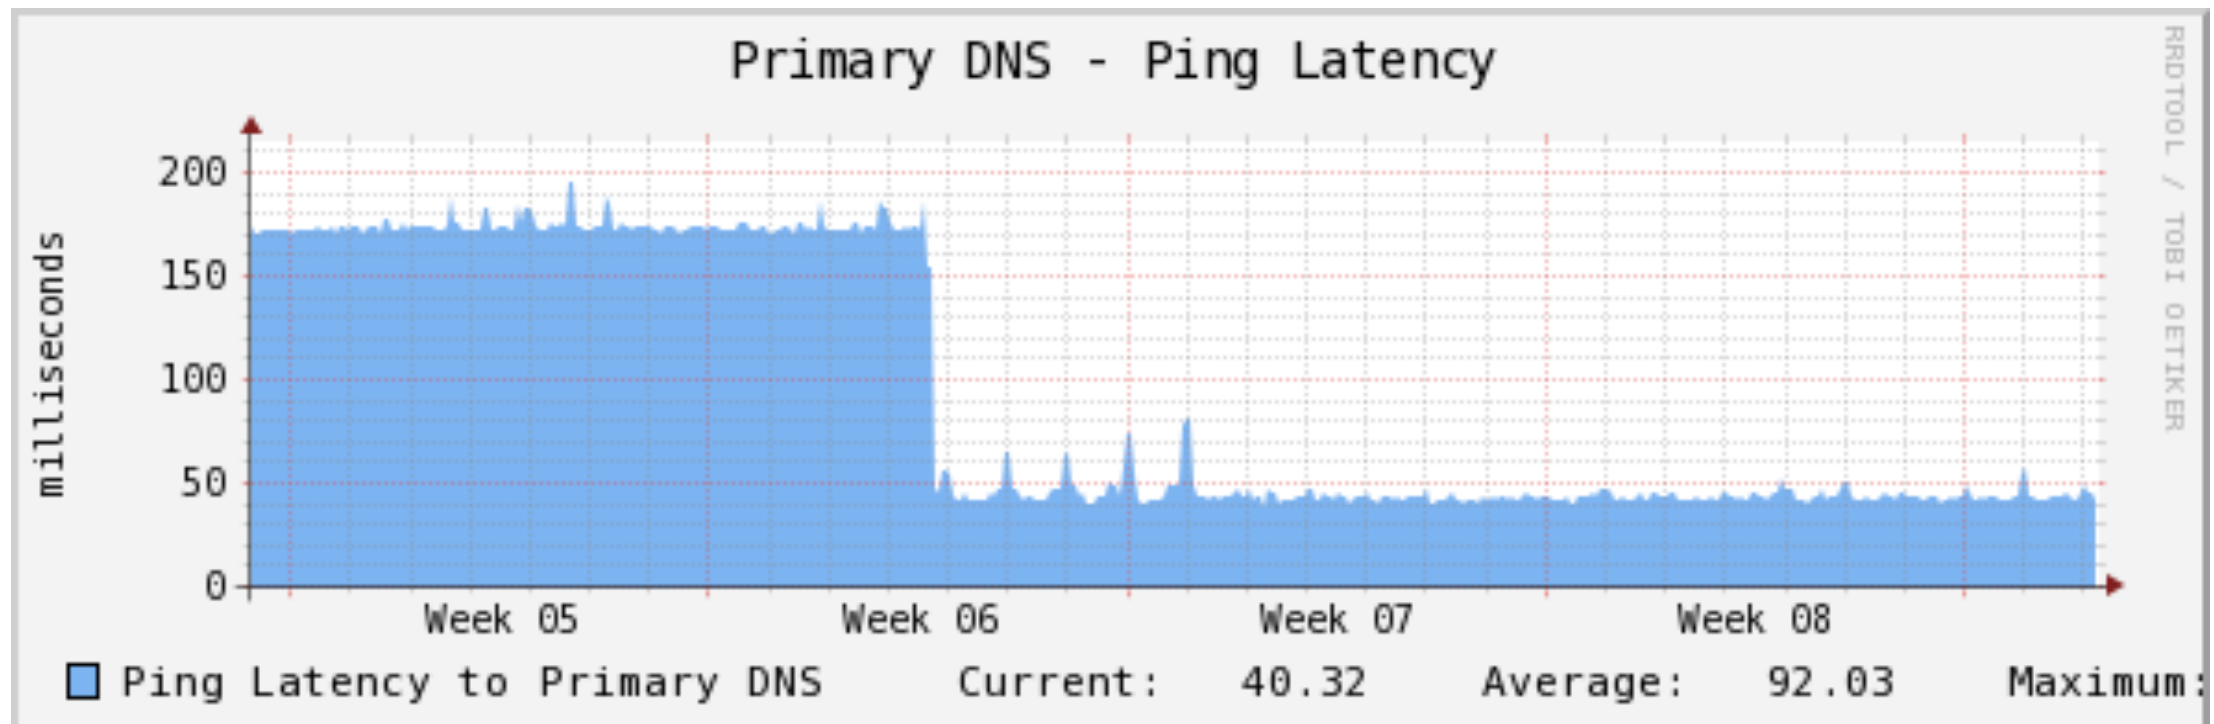 Primary DNS - Ping Latency
RRDTOOL / TOBI OETIKER
milliseconds
200
150
100
50
0
Week 05 Week 06 Week 07 Week 08
Ping Latency to Primary DNS Current: 40.32 Average: 92.03 Maximum: